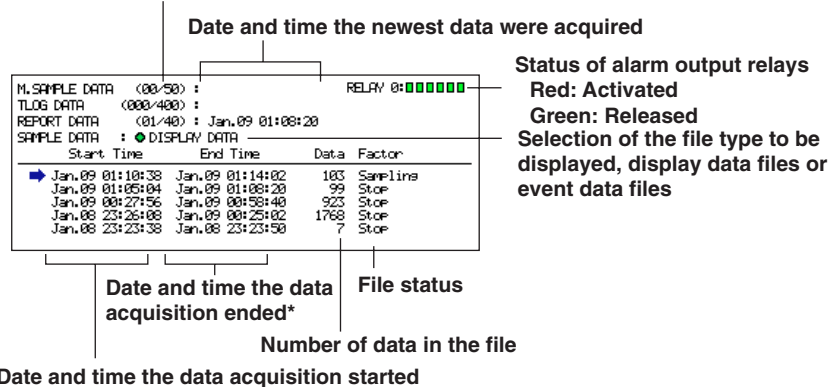 Date and time the newest data were acquired
Status of alarm output relays
Red: Activated
Green: Released
Selection of the file type to be
displayed, display data files or
event data files
M.SAMPLE DATA (00/50) : RELAY 0:
TLOG DATA (000/400) :
REPORT DATA (01/40) : Jan.09 01:08:20
SAMPLE DATA : DISPLAY DATA
Start Time End Time Data Factor
Jan.09 01:10:38 Jan.09 01:14:02 103 Sampling
Jan.09 01:05:04 Jan.09 01:08:20 99 Stop
Jan.09 00:27:56 Jan.09 00:58:40 923 Stop
Jan.08 23:26:08 Jan.09 00:25:02 1768 Stop
Jan.08 23:23:38 Jan.08 23:23:50 7 Stop
Date and time the data
acquisition ended*
File status
Number of data in the file
Date and time the data acquisition started